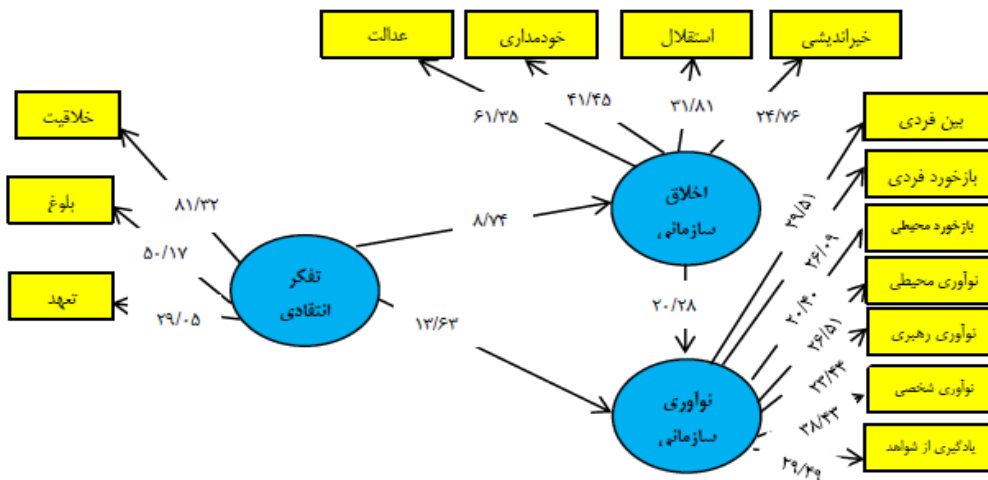 خیراندیشی
استقلال
خودمداری
عدالت
۲۴/۷۶
۳۱/۸۱
۴۱/۴۵
۶۱/۳۵
اخلاق
سازمانی
خلاقیت
بلوغ
تعهد
۸۱/۳۲
۵۰/۱۷
۲۹/۰۵
تفکر
انتقادی
۸/۷۴
۱۳/۶۳
۲۰/۲۸
نوآوری
سازمانی
بین فردی
بازخورد فردی
بازخورد محیطی
نوآوری محیطی
نوآوری رهبری
نوآوری شخصی
یادگیری از شواهد
۲۹/۵۱
۲۶/۰۹
۲۰/۴۰
۲۶/۵۱
۲۳/۴۴
۳۸/۴۳
۲۹/۴۹